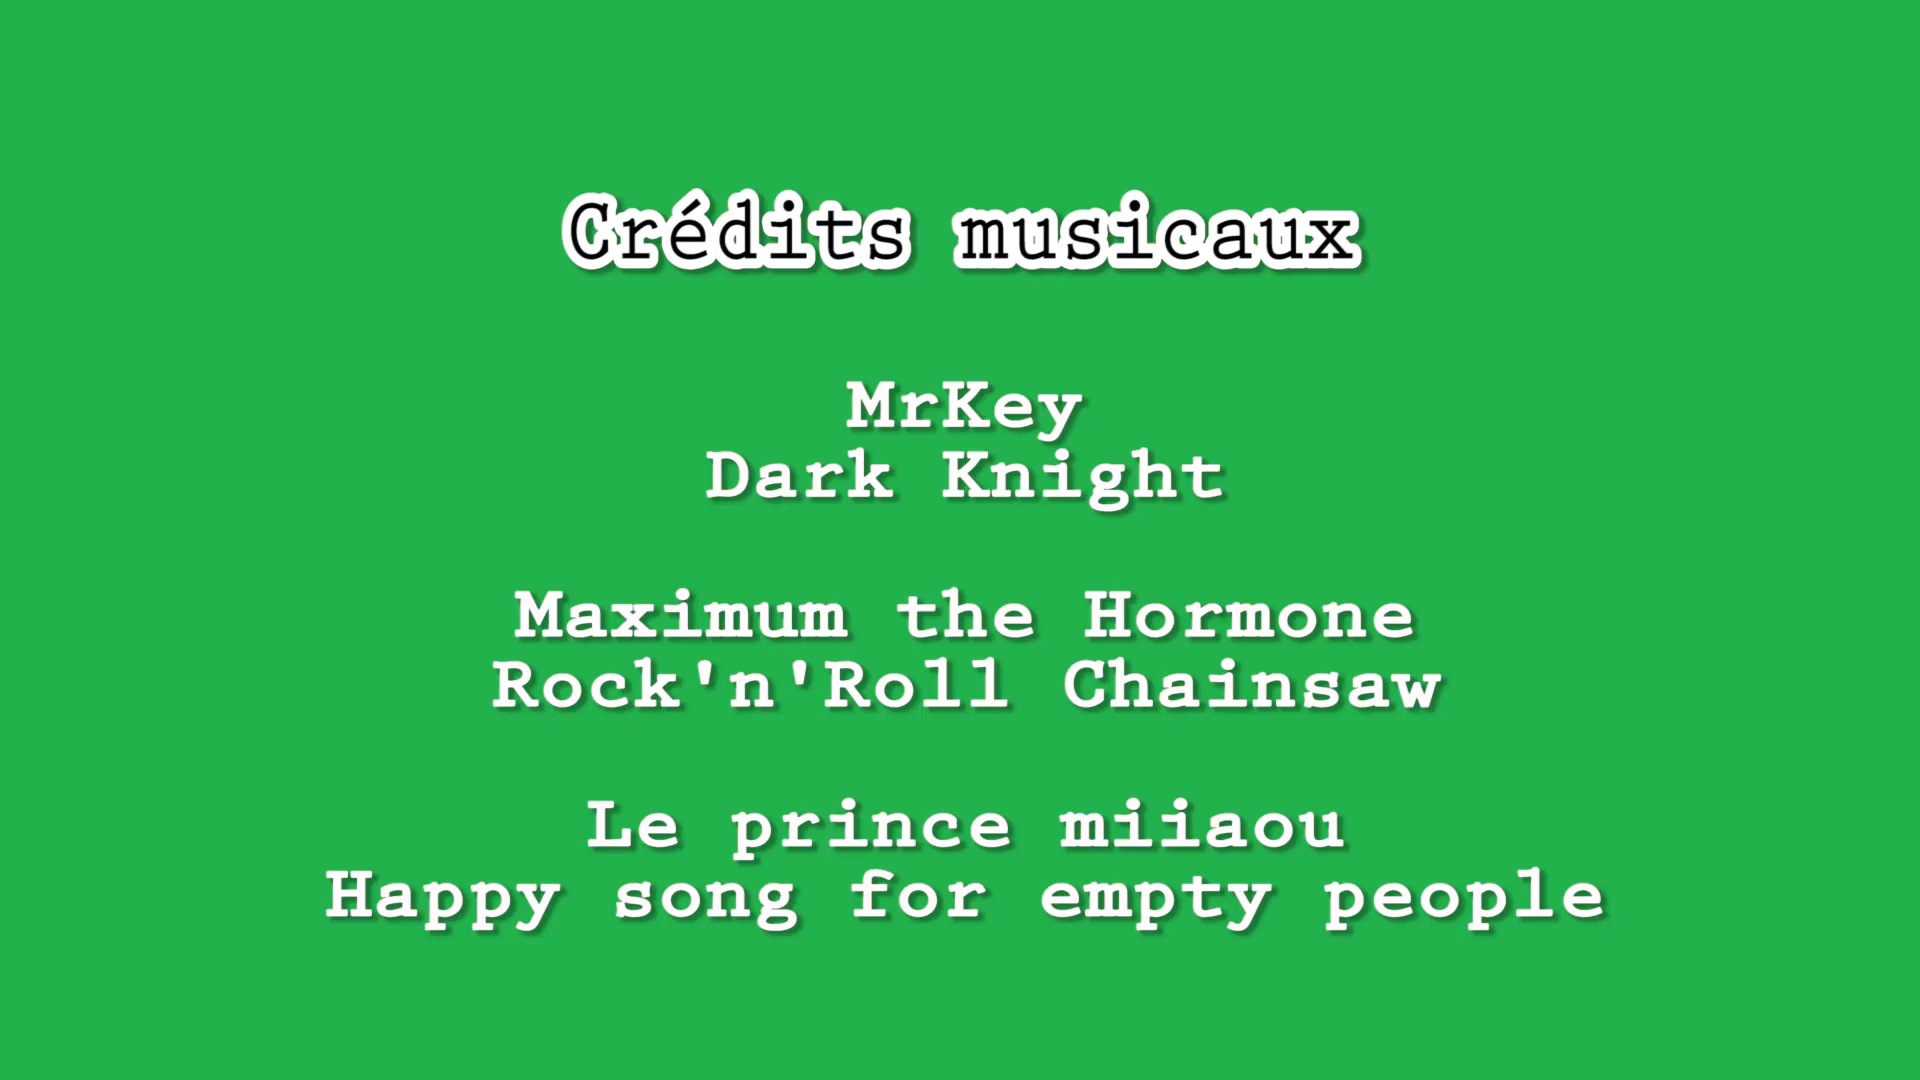 Crédits musicaux
MrKey
Dark Knight
Maximum the Hormone
Rock'n'Roll Chainsaw
Le prince miiaou
Happy song for empty people